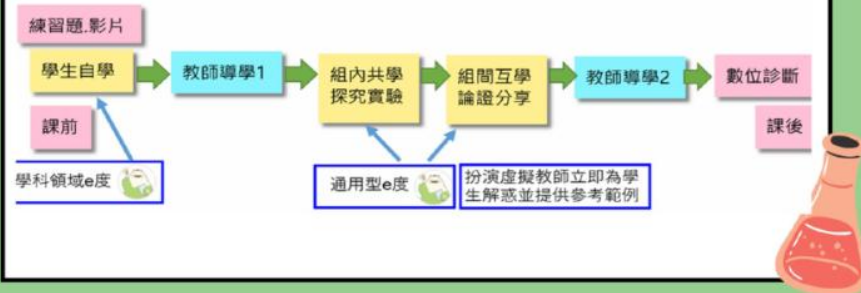 練習題.影片
學生自學
教師導學1
組內共學
探究實驗
組間互學
論證分享
教師導學2
數位診斷
課前
課後
學科領域e度
通用型e度
扮演虛擬教師立即為學
生解惑並提供參考範例